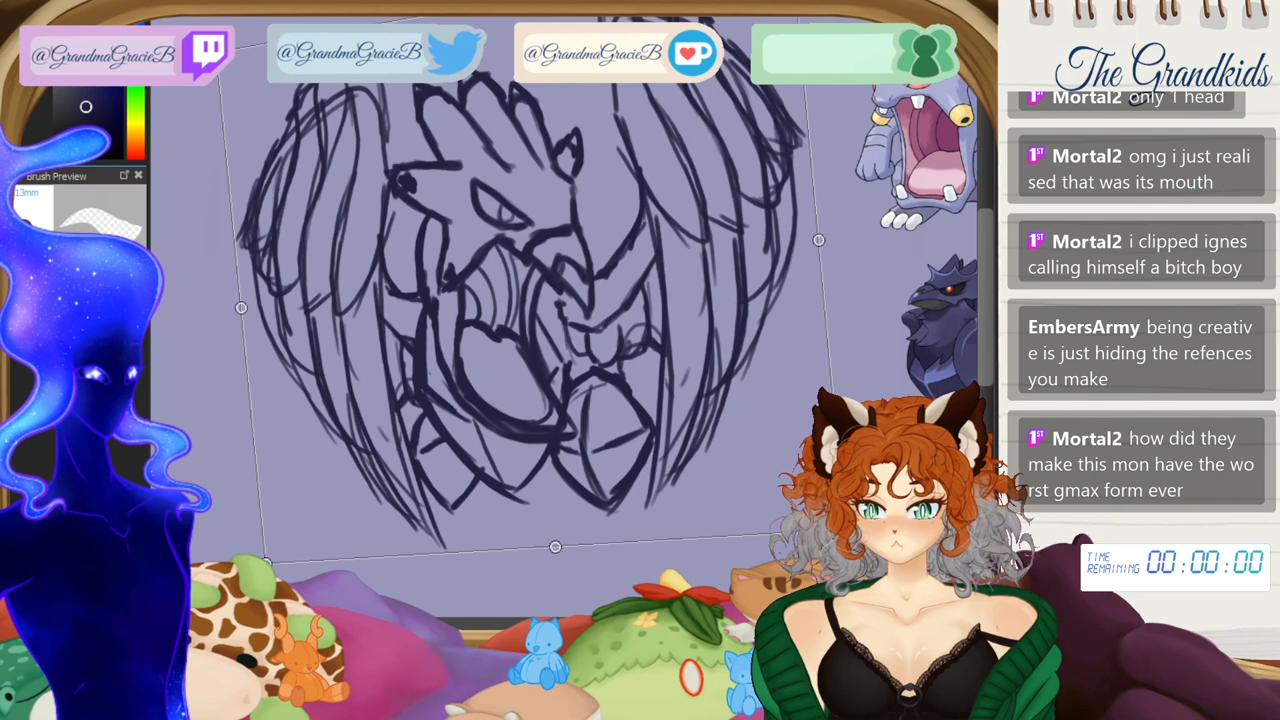 @GrandmaGracieB
@GrandmaGracieB
@GrandmaGracieB
The Grandkids
Brush Preview
13mm
Mortal2 only 1 head
Mortal2 omg i just reali
sed that was its mouth
Mortal2 i clipped ignes
calling himself a bitch boy
EmbersArmy being creativ
e is just hiding the refences
you make
Mortal2 how did they
make this mon have the wo
rst gmax form ever
TIME
REMAINING 00:00:00